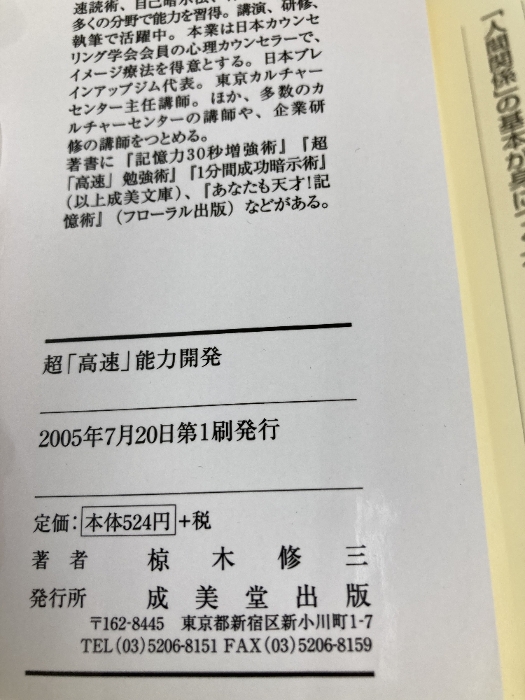 速読術、自己暗示法、
多くの分野で能力を習得。講演、研修、
執筆で活躍中。本業は日本カウンセ
リング学会会員の心理カウンセラーで、
イメージ療法を得意とする。日本ブレ
インアップジム代表。東京カルチャー
センター主任講師。ほか、多数のカ
ルチャーセンターの講師や、企業研
修の講師をつとめる。
著書に『記憶力30秒増強術』『超
「高速」勉強術』『1分間成功暗示術』
(以上成美文庫)、『あなたも天才!記
憶術』(フローラル出版)などがある。
超「高速」能力開発
2005年7月20日第1刷発行
定価:本体524円+税
著者 椋木修三
発行所 成美堂出版
〒162-8445 東京都新宿区新小川町1-7
TEL(03)5206-8151 FAX(03)5206-8159
「人間関係」の基本が身につ